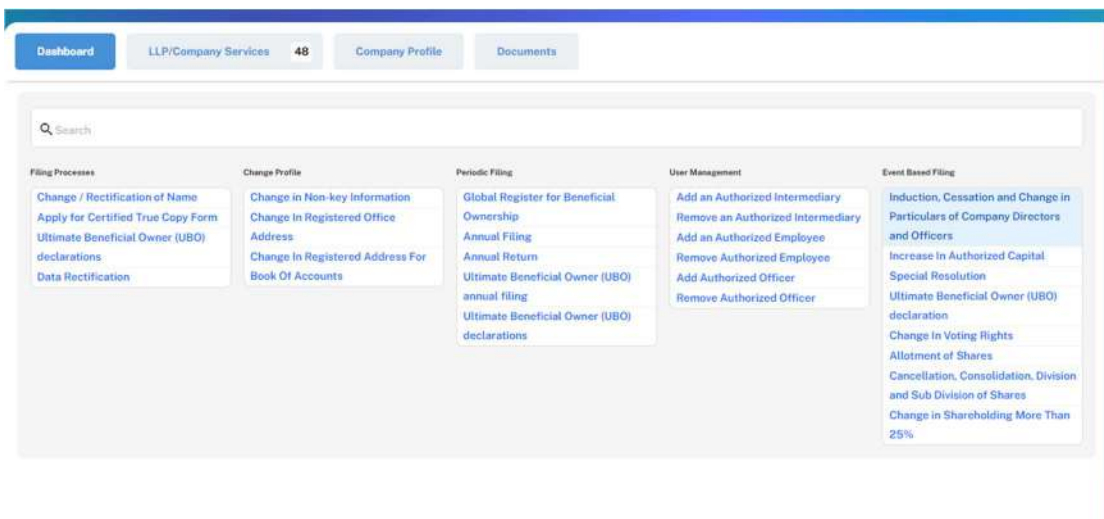 Dashboard
LLP/Company Services 48
Company Profile
Documents
Search
Filing Processes
Change / Rectification of Name
Apply for Certified True Copy Form
Ultimate Beneficial Owner (UBO)
declarations
Data Rectification
Change Profile
Change in Non-key Information
Change In Registered Office
Address
Change In Registered Address For
Book Of Accounts
Periodic Filing
Global Register for Beneficial
Ownership
Annual Filing
Annual Return
Ultimate Beneficial Owner (UBO)
annual filing
Ultimate Beneficial Owner (UBO)
declarations
User Management
Add an Authorized Intermediary
Remove an Authorized Intermediary
Add an Authorized Employee
Remove Authorized Employee
Add Authorized Officer
Remove Authorized Officer
Event Based Filing
Induction, Cessation and Change in
Particulars of Company Directors
and Officers
Increase In Authorized Capital
Special Resolution
Ultimate Beneficial Owner (UBO)
declaration
Change In Voting Rights
Allotment of Shares
Cancellation, Consolidation, Division
and Sub Division of Shares
Change in Shareholding More Than
25%